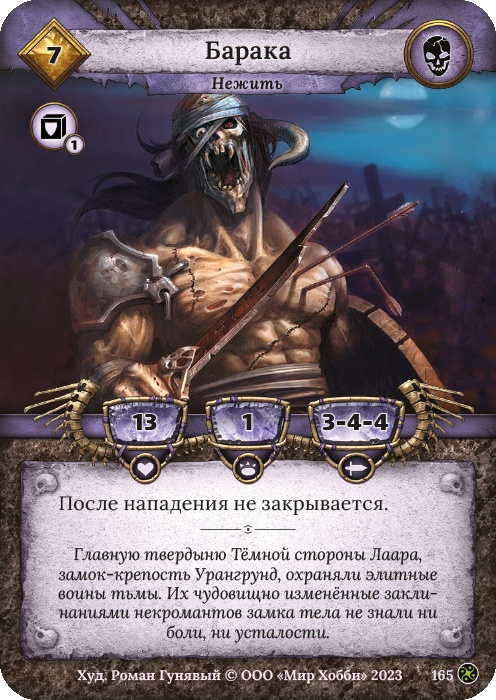 7
Барака
Нежить
1
13
1
3-4-4
После нападения не закрывается.
Главную твердыню Тёмной стороны Лаара,
замок-крепость Урангрунд, охраняли элитные
воины тьмы. Их чудовищно изменённые закли-
наниями некромантов замка тела не знали ни
боли, ни усталости.
Худ. Роман Гунявый © ООО «Мир Хобби» 2023
165